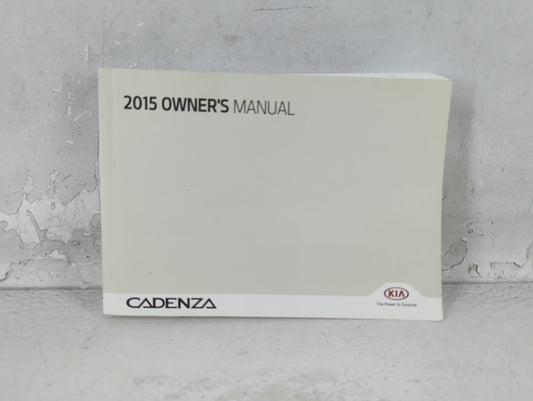 2015 OWNER'S MANUAL
CADENZA
KIA
The Power to Surprise